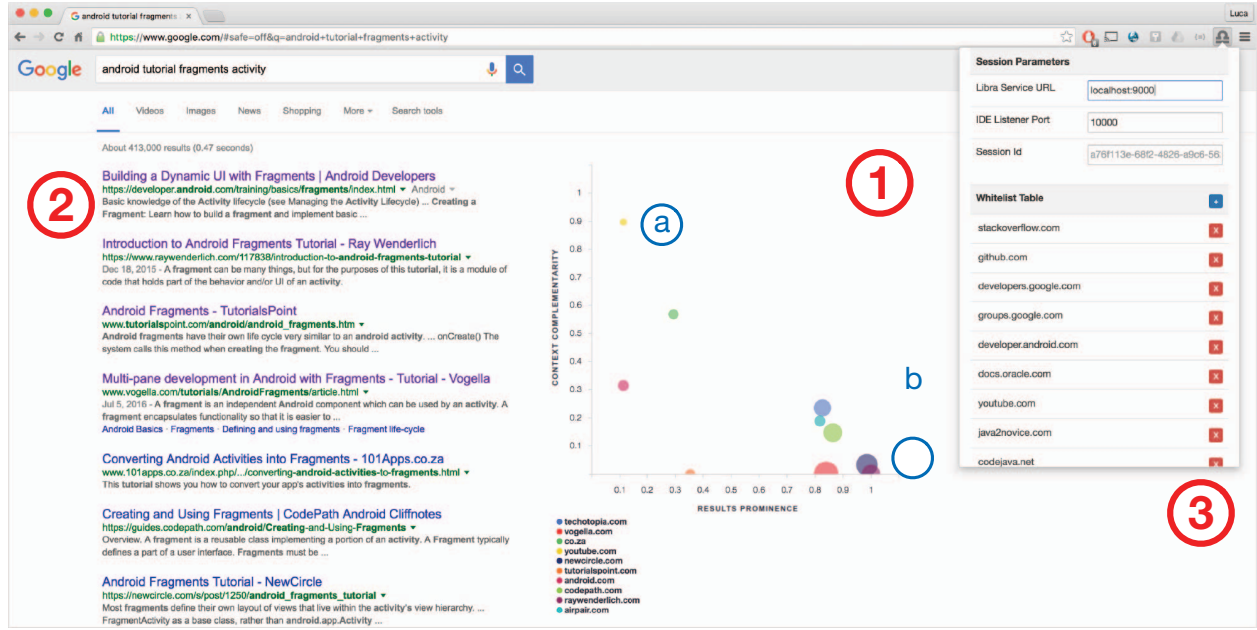 android tutorial fragments
Luca
https://www.google.com/#safe=off&q=android+tutorial+fragments+activity
Google
android tutorial fragments activity
All Videos Images News Shopping More Search tools
About 413,000 results (0.47 seconds)
2
Building a Dynamic UI with Fragments | Android Developers
https://developer.android.com/training/basics/fragments/index.html Android
Basic knowledge of the Activity lifecycle (see Managing the Activity Lifecycle) ... Creating a
Fragment: Learn how to build a fragment and implement basic ...
Introduction to Android Fragments Tutorial - Ray Wenderlich
https://www.raywenderlich.com/117838/introduction-to-android-fragments-tutorial
Dec 18, 2015 - A fragment can be many things, but for the purposes of this tutorial, it is a module of
code that holds part of the behavior and/or UI of an activity.
Android Fragments - TutorialsPoint
www.tutorialspoint.com/android/android_fragments.htm
Android fragments have their own life cycle very similar to an android activity. ... onCreate() The
system calls this method when creating the fragment. You should ...
Multi-pane development in Android with Fragments - Tutorial - Vogella
www.vogella.com/tutorials/AndroidFragments/article.html
Jul 5, 2016 - A fragment is an independent Android component which can be used by an activity. A
fragment encapsulates functionality so that it is easier to ...
Android Basics · Fragments · Defining and using fragments · Fragment life-cycle
Converting Android Activities into Fragments - 101Apps.co.za
www.101apps.co.za/index.php/.../converting-android-activities-to-fragments.html
This tutorial shows you how to convert your app's activities into fragments.
Creating and Using Fragments | CodePath Android Cliffnotes
https://guides.codepath.com/android/Creating-and-Using-Fragments
Overview. A fragment is a reusable class implementing a portion of an activity. A Fragment typically
defines a part of a user interface. Fragments must be ...
Android Fragments Tutorial - NewCircle
https://newcircle.com/s/post/1250/android_fragments_tutorial
Most fragments define their own layout of views that live within the activity's view hierarchy. ...
FragmentActivity as a base class, rather than android.app.Activity ...
1
a
b
CONTEXT COMPLEMENTARITY
1
0.9
0.8
0.7
0.6
0.5
0.4
0.3
0.2
0.1
0.1 0.2 0.3 0.4 0.5 0.6 0.7 0.8 0.9 1
RESULTS PROMINENCE
techotopia.com
vogella.com
co.za
youtube.com
newcircle.com
tutorialspoint.com
android.com
codepath.com
raywenderlich.com
airpair.com
Session Parameters
Libra Service URL localhost:9000
IDE Listener Port 10000
Session Id a76f113e-68f2-4826-a9c6-56
Whitelist Table +
stackoverflow.com x
github.com x
developers.google.com x
groups.google.com x
developer.android.com x
docs.oracle.com x
youtube.com x
java2novice.com x
codejava.net x
3